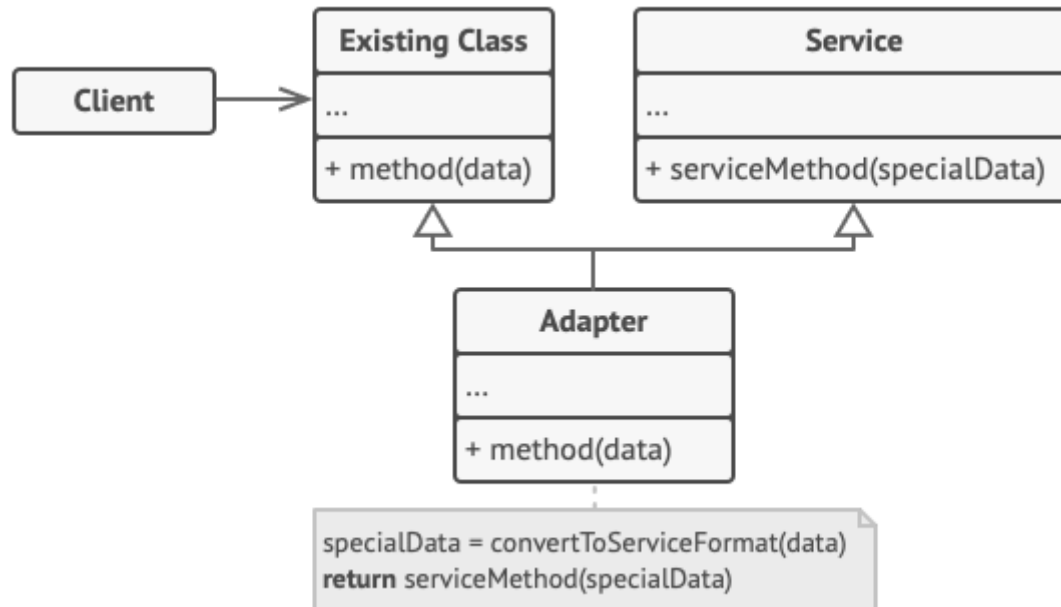 Client
Existing Class
...
+ method(data)
Service
...
+ serviceMethod(specialData)
Adapter
...
+ method(data)
specialData = convertToServiceFormat(data)
return serviceMethod(specialData)